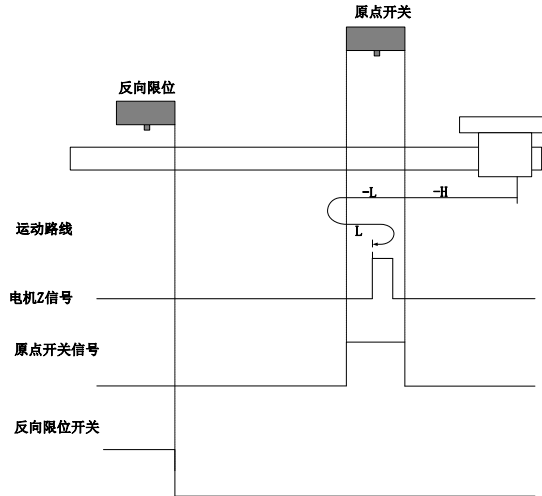 原点开关
反向限位
-L
-H
运动路线
L
电机Z信号
原点开关信号
反向限位开关